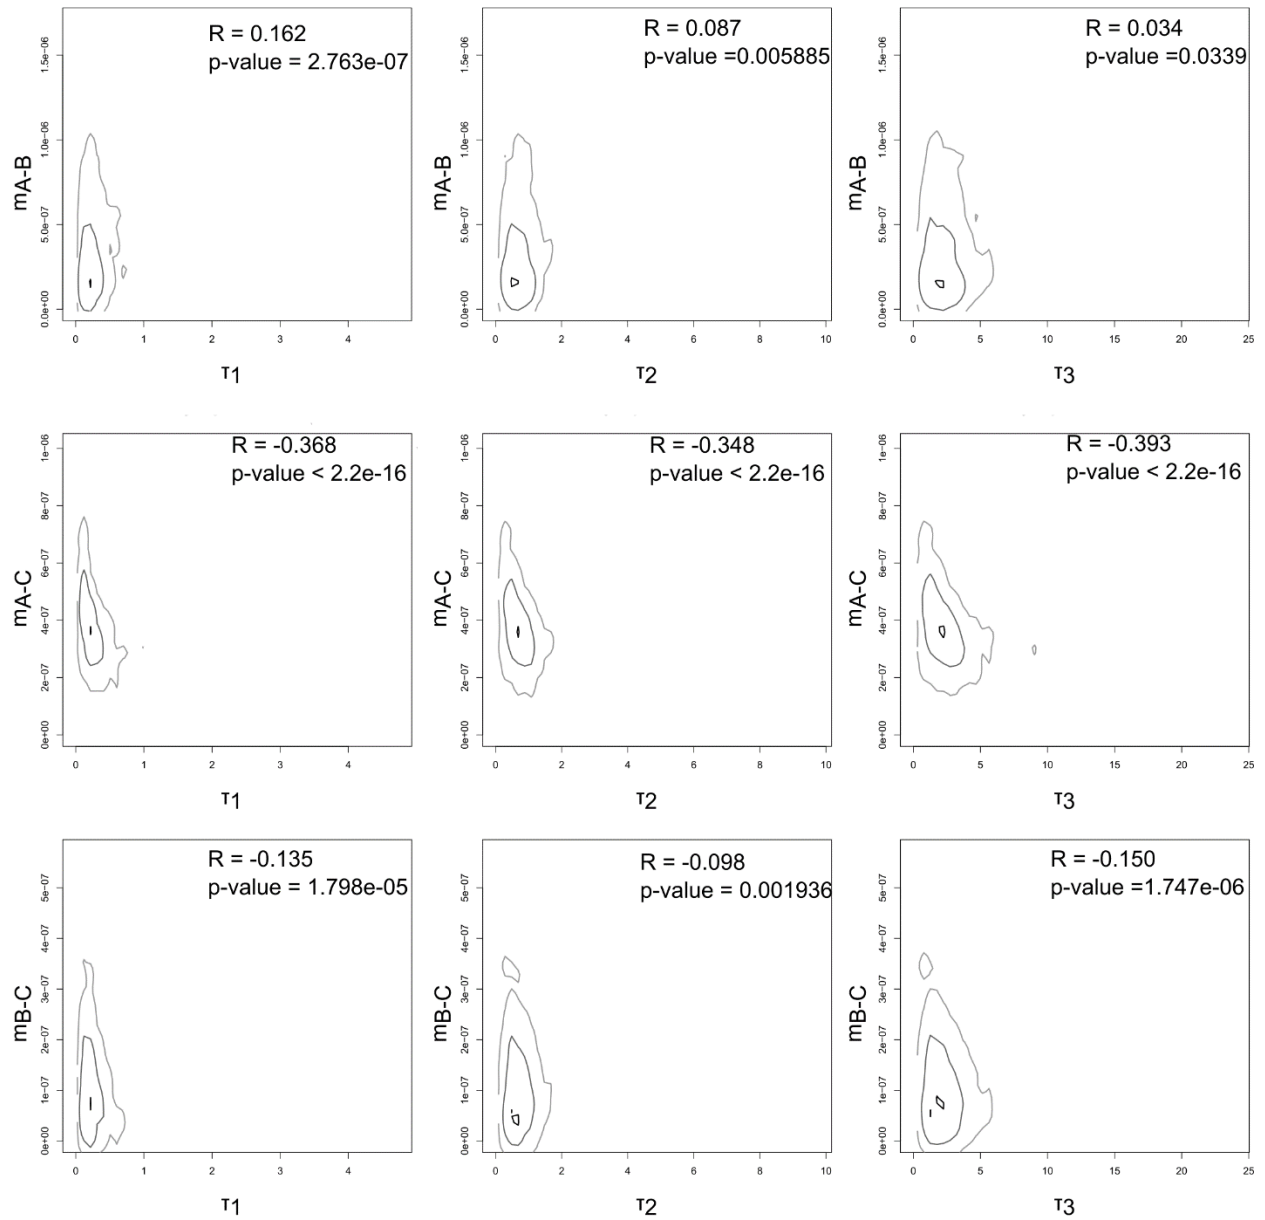 R = 0.162
p-value = 2.763e-07
mA-B
0.0e+00 5.0e-07 1.0e-06 1.5e-06
0 1 2 3 4
τ1
R = 0.087
p-value =0.005885
mA-B
0.0e+00 5.0e-07 1.0e-06 1.5e-06
0 2 4 6 8 10
τ2
R = 0.034
p-value =0.0339
mA-B
0.0e+00 5.0e-07 1.0e-06 1.5e-06
0 5 10 15 20 25
τ3
R = -0.368
p-value < 2.2e-16
mA-C
0e+00 2e-07 4e-07 6e-07 8e-07 1e-06
0 1 2 3 4
τ1
R = -0.348
p-value < 2.2e-16
mA-C
0e+00 2e-07 4e-07 6e-07 8e-07 1e-06
0 2 4 6 8 10
τ2
R = -0.393
p-value < 2.2e-16
mA-C
0e+00 2e-07 4e-07 6e-07 8e-07 1e-06
0 5 10 15 20 25
τ3
R = -0.135
p-value = 1.798e-05
mB-C
0e+00 1e-07 2e-07 3e-07 4e-07 5e-07
0 1 2 3 4
τ1
R = -0.098
p-value = 0.001936
mB-C
0e+00 1e-07 2e-07 3e-07 4e-07 5e-07
0 2 4 6 8 10
τ2
R = -0.150
p-value =1.747e-06
mB-C
0e+00 1e-07 2e-07 3e-07 4e-07 5e-07
0 5 10 15 20 25
τ3